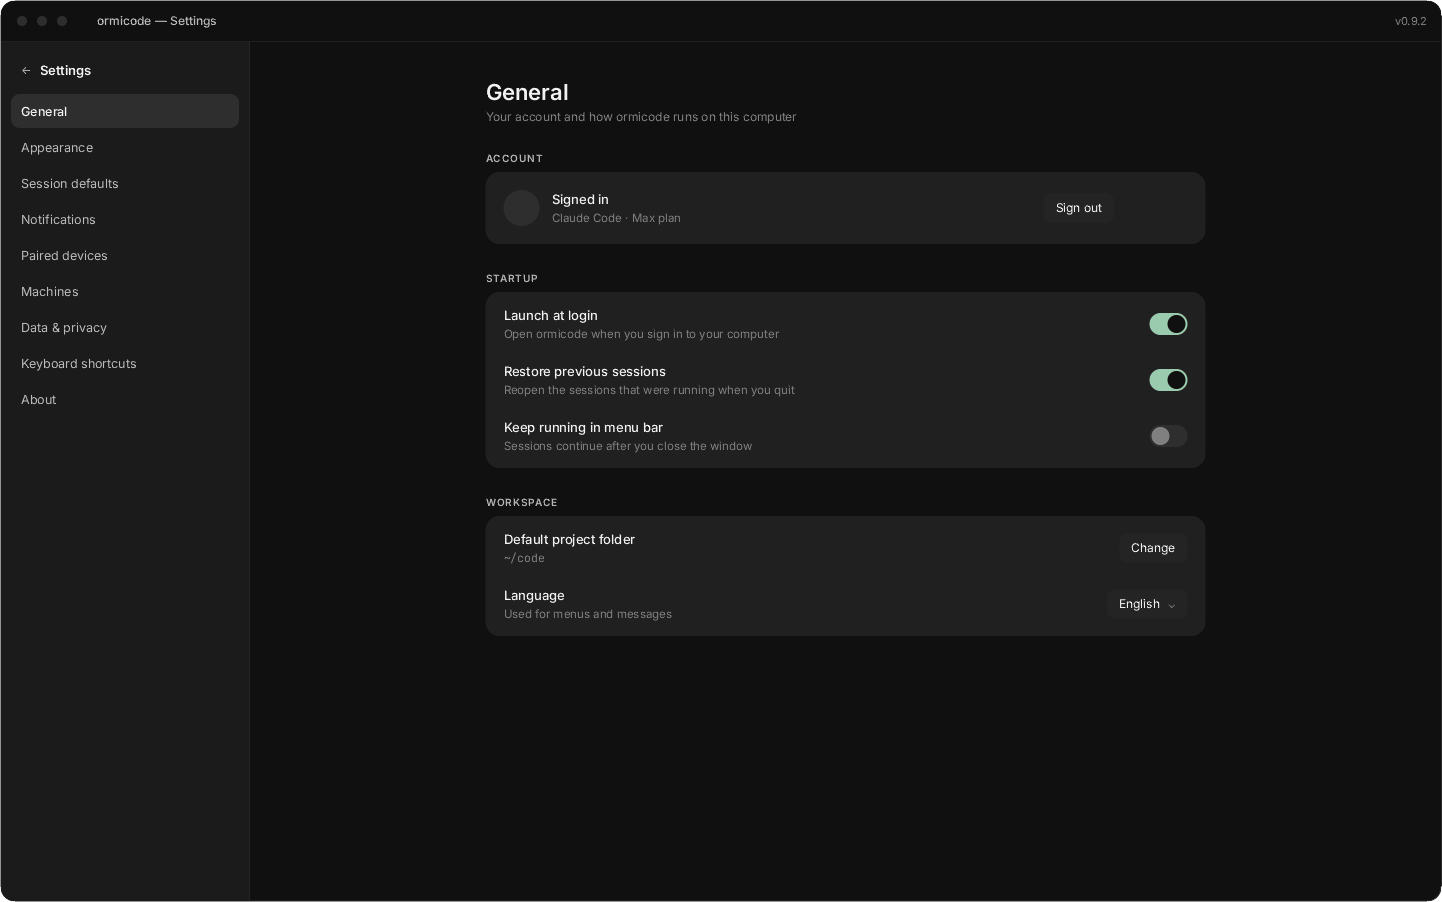 ormicode — Settings
v0.9.2
← Settings
General
Appearance
Session defaults
Notifications
Paired devices
Machines
Data & privacy
Keyboard shortcuts
About
General
Your account and how ormicode runs on this computer
ACCOUNT
Signed in
Claude Code · Max plan
Sign out
STARTUP
Launch at login
Open ormicode when you sign in to your computer
Restore previous sessions
Reopen the sessions that were running when you quit
Keep running in menu bar
Sessions continue after you close the window
WORKSPACE
Default project folder
~/code
Change
Language
Used for menus and messages
English